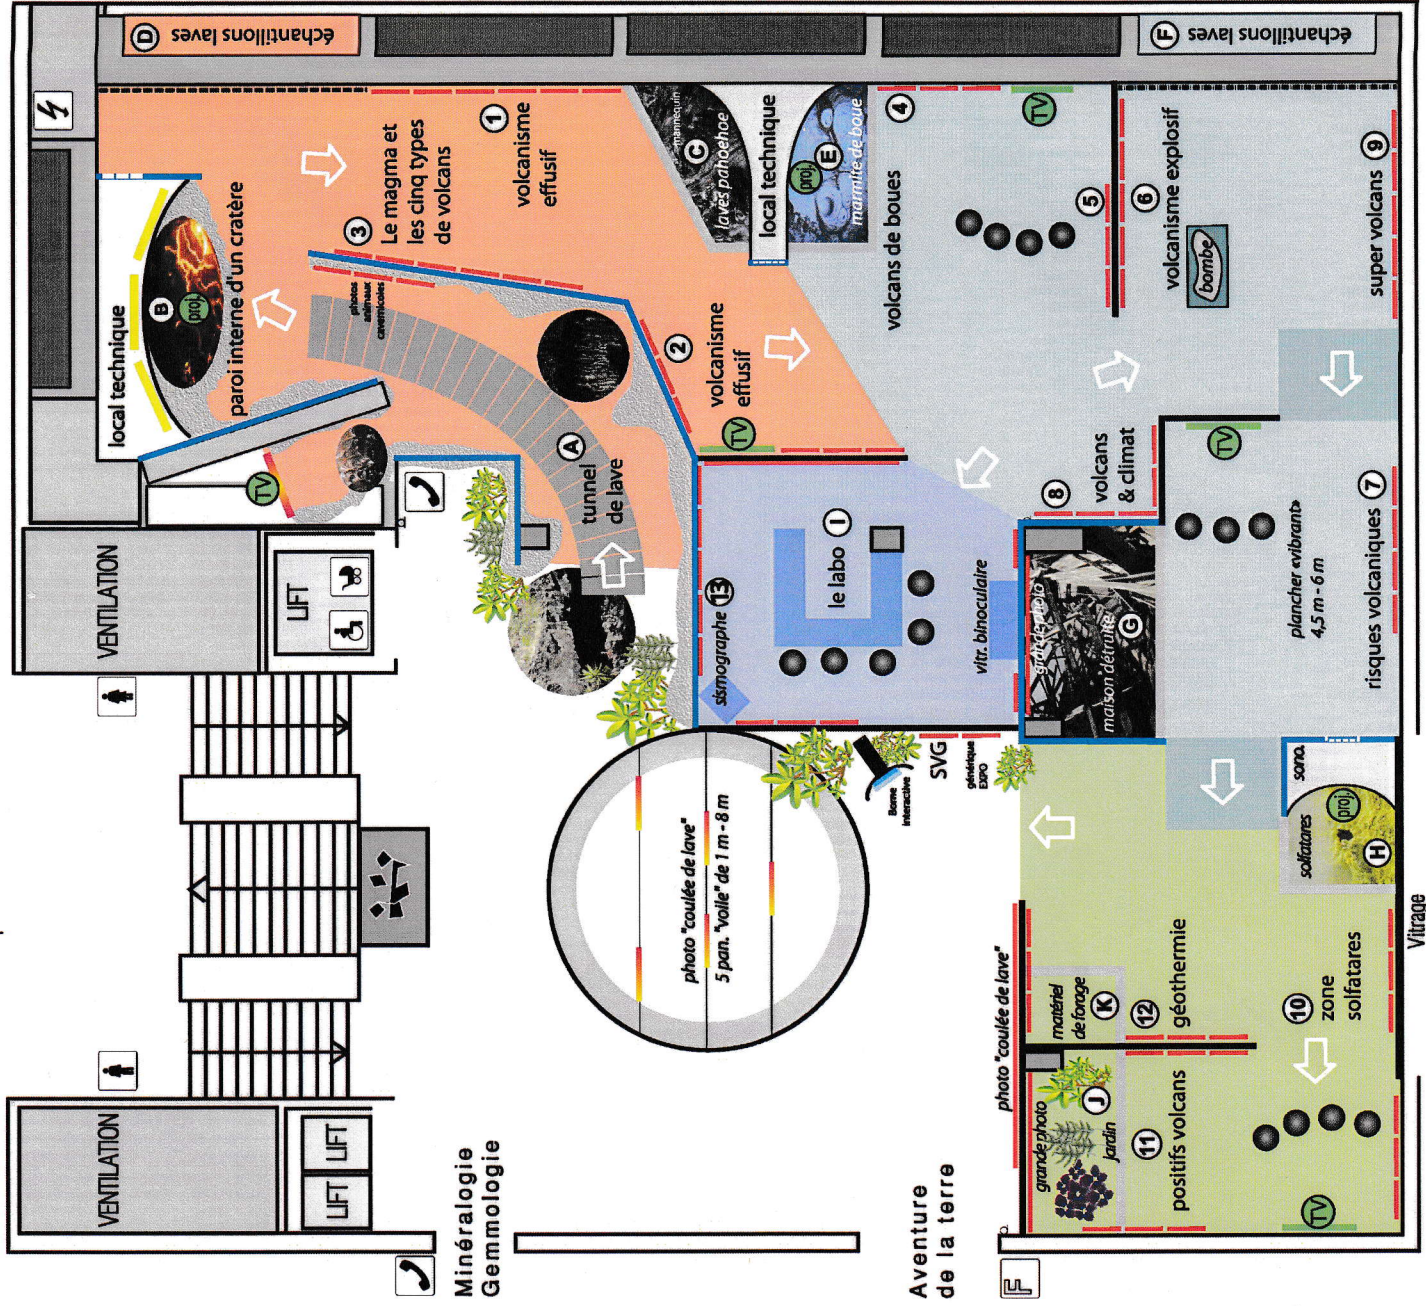 VENTILATION
LIFT
LIFT
VENTILATION
LIFT
Minéralogie
Gemmologie
Aventure
de la terre
F
TV
local technique
B
proj.
paroi interne d'un cratère
D
échantillons laves
F
échantillons laves
photos
animaux
cavernicoles
3
Le magma et
les cinq types
de volcans
1
volcanisme
effusif
A
tunnel
de lave
2
volcanisme
effusif
TV
mannequin
C
laves pahoehoe
local technique
proj.
E
marmite de boue
4
volcans de boues
TV
5
6
volcanisme explosif
bombe
9
super volcans
8
volcans
& climat
TV
plancher «vibrant»
4,5 m - 6 m
7
risques volcaniques
grande photo
G
maison détruite
sismographe 13
le labo
I
vitr. binoculaire
Borne
interactive
SVG
générique
EXPO
photo "coulée de lave"
5 pan. "voile" de 1 m - 8 m
photo "coulée de lave"
sono.
solfatares
proj.
H
Vitrage
matériel
de forage
K
12
géothermie
10
zone
solfatares
grande photo
J
jardin
11
positifs volcans
TV